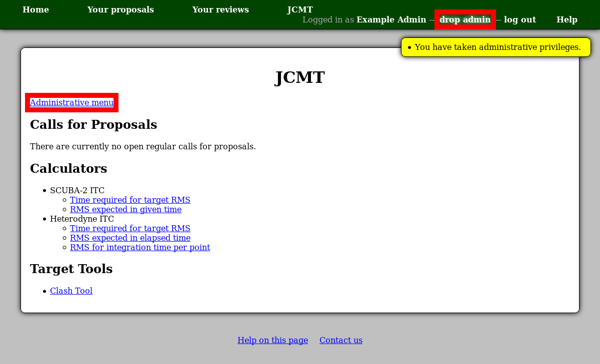 Home Your proposals Your reviews JCMT
Logged in as Example Admin — drop admin — log out Help
• You have taken administrative privileges.
JCMT
Administrative menu
Calls for Proposals
There are currently no open regular calls for proposals.
Calculators
• SCUBA-2 ITC
◦ Time required for target RMS
◦ RMS expected in given time
• Heterodyne ITC
◦ Time required for target RMS
◦ RMS expected in elapsed time
◦ RMS for integration time per point
Target Tools
• Clash Tool
Help on this page Contact us